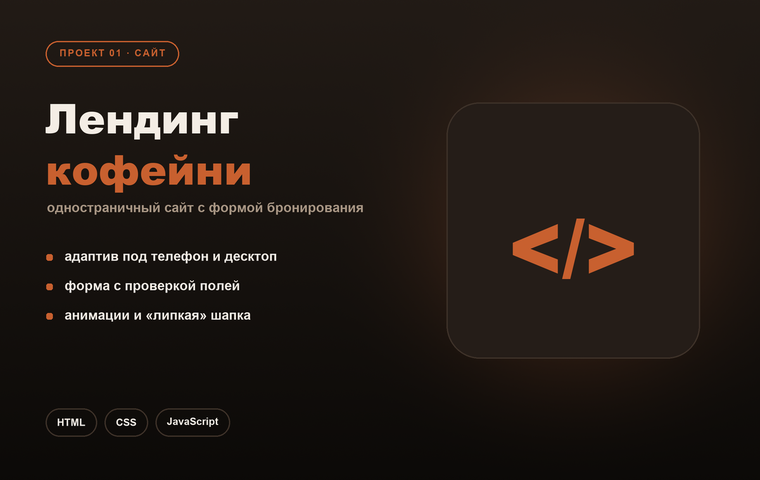 ПРОЕКТ 01 · САЙТ
Лендинг
кофейни
одностраничный сайт с формой бронирования
адаптив под телефон и десктоп
форма с проверкой полей
анимации и «липкая» шапка
</>
HTML
CSS
JavaScript